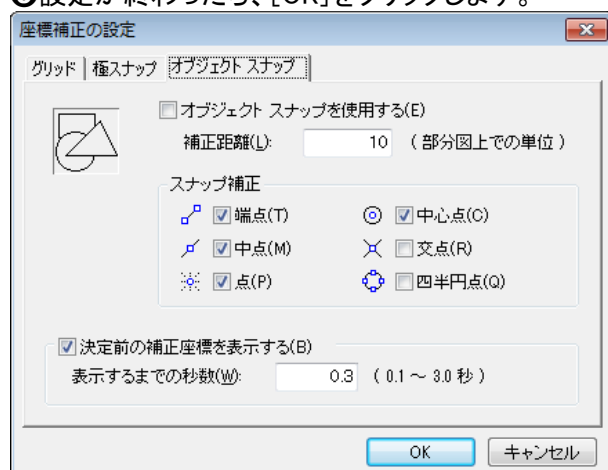 設定が終わったら、[OK]をクリックします。
座標補正の設定
グリッド 極スナップ オブジェクト スナップ
オブジェクト スナップを使用する(E)
補正距離(L): 10 (部分図上での単位)
スナップ補正
端点(T) 中心点(C)
中点(M) 交点(R)
点(P) 四半円点(Q)
決定前の補正座標を表示する(B)
表示するまでの秒数(W): 0.3 (0.1 ~ 3.0 秒)
OK キャンセル